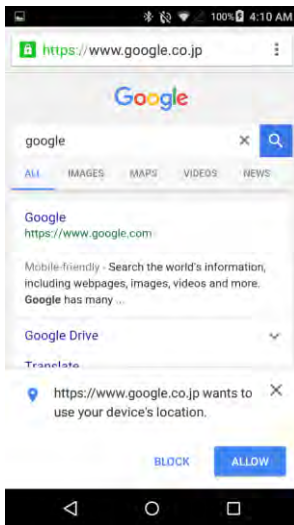 100% 4:10 AM
https://www.google.co.jp
Google
google
ALL IMAGES MAPS VIDEOS NEWS
Google
https://www.google.com
Mobile-friendly - Search the world's information,
including webpages, images, videos and more.
Google has many ...
Google Drive
Translate
https://www.google.co.jp wants to
use your device's location.
BLOCK ALLOW